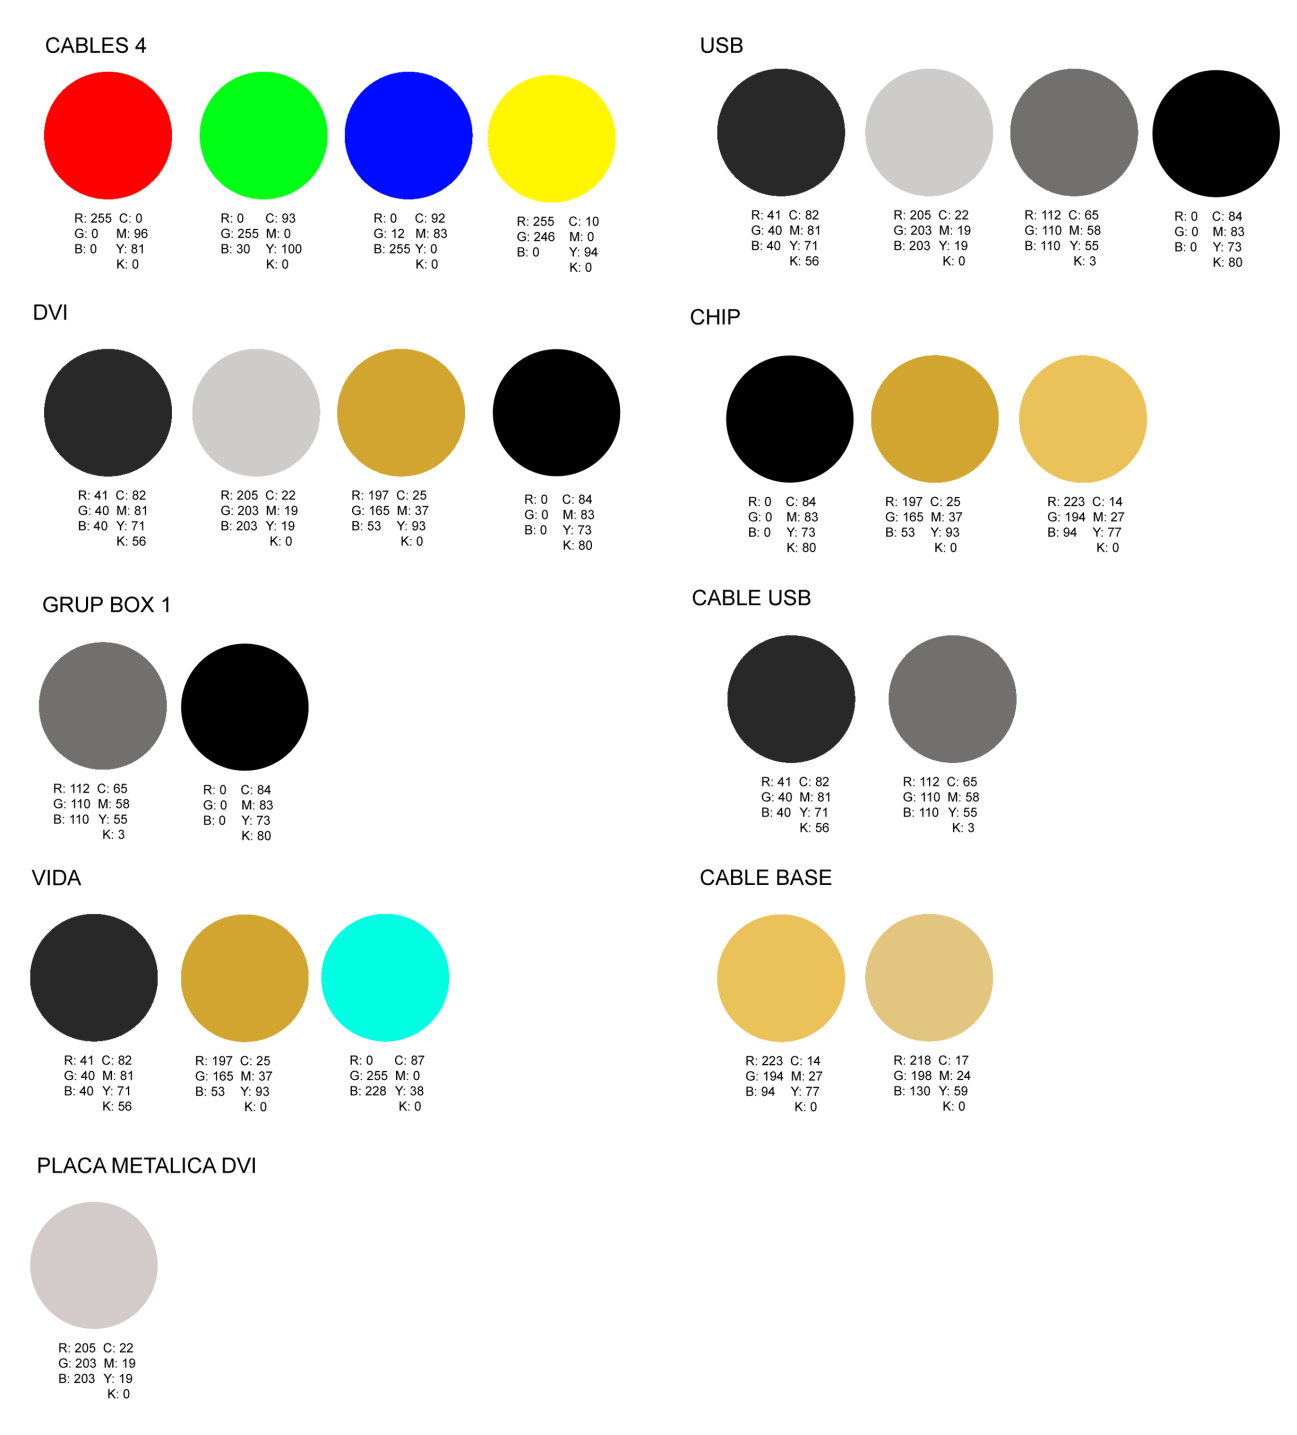 CABLES 4
R: 255 C: 0
G: 0 M: 96
B: 0 Y: 81
K: 0
R: 0 C: 93
G: 255 M: 0
B: 30 Y: 100
K: 0
R: 0 C: 92
G: 12 M: 83
B: 255 Y: 0
K: 0
R: 255 C: 10
G: 246 M: 0
B: 0 Y: 94
K: 0
USB
R: 41 C: 82
G: 40 M: 81
B: 40 Y: 71
K: 56
R: 205 C: 22
G: 203 M: 19
B: 203 Y: 19
K: 0
R: 112 C: 65
G: 110 M: 58
B: 110 Y: 55
K: 3
R: 0 C: 84
G: 0 M: 83
B: 0 Y: 73
K: 80
DVI
R: 41 C: 82
G: 40 M: 81
B: 40 Y: 71
K: 56
R: 205 C: 22
G: 203 M: 19
B: 203 Y: 19
K: 0
R: 197 C: 25
G: 165 M: 37
B: 53 Y: 93
K: 0
R: 0 C: 84
G: 0 M: 83
B: 0 Y: 73
K: 80
CHIP
R: 0 C: 84
G: 0 M: 83
B: 0 Y: 73
K: 80
R: 197 C: 25
G: 165 M: 37
B: 53 Y: 93
K: 0
R: 223 C: 14
G: 194 M: 27
B: 94 Y: 77
K: 0
GRUP BOX 1
R: 112 C: 65
G: 110 M: 58
B: 110 Y: 55
K: 3
R: 0 C: 84
G: 0 M: 83
B: 0 Y: 73
K: 80
CABLE USB
R: 41 C: 82
G: 40 M: 81
B: 40 Y: 71
K: 56
R: 112 C: 65
G: 110 M: 58
B: 110 Y: 55
K: 3
VIDA
R: 41 C: 82
G: 40 M: 81
B: 40 Y: 71
K: 56
R: 197 C: 25
G: 165 M: 37
B: 53 Y: 93
K: 0
R: 0 C: 87
G: 255 M: 0
B: 228 Y: 38
K: 0
CABLE BASE
R: 223 C: 14
G: 194 M: 27
B: 94 Y: 77
K: 0
R: 218 C: 17
G: 198 M: 24
B: 130 Y: 59
K: 0
PLACA METALICA DVI
R: 205 C: 22
G: 203 M: 19
B: 203 Y: 19
K: 0